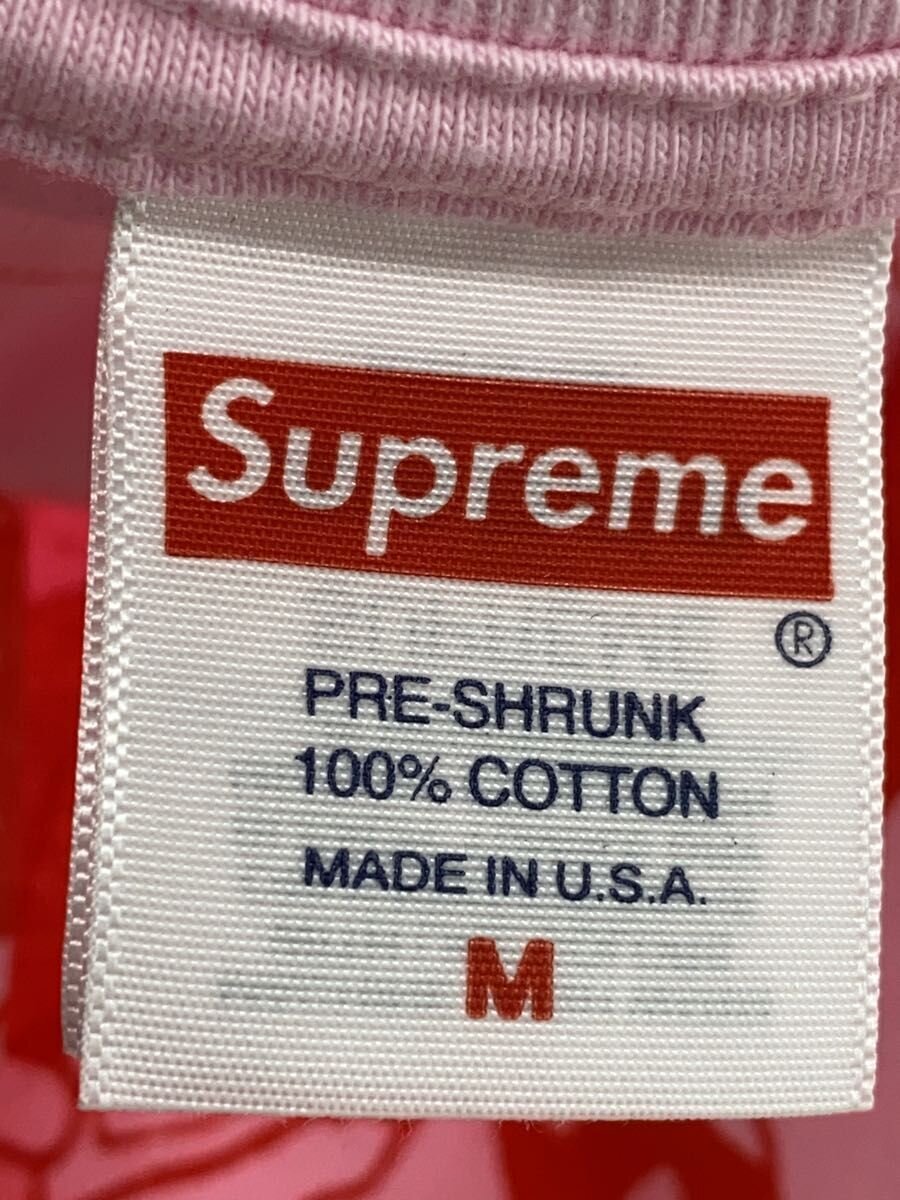 Supreme
®
PRE-SHRUNK
100% COTTON
MADE IN U.S.A.
M